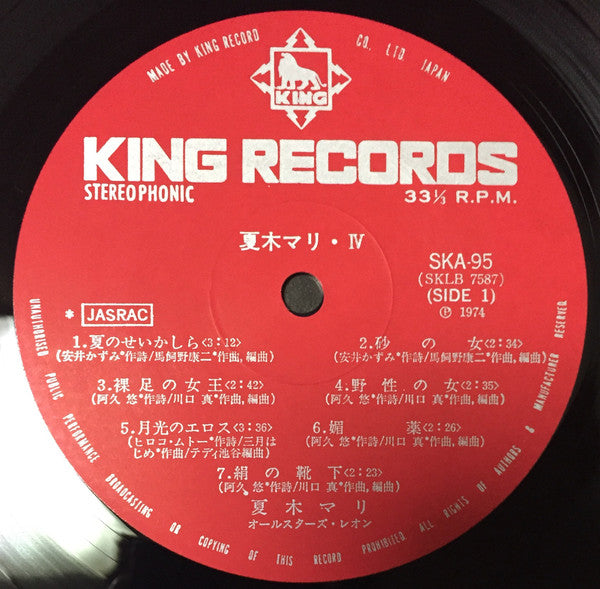 MADE BY KING RECORD CO. LTD. JAPAN
KING
KING RECORDS
STEREOPHONIC
33⅓ R.P.M.
夏木マリ・Ⅳ
SKA-95
(SKLB 7587)
(SIDE 1)
Ⓟ 1974
* JASRAC
1.夏のせいかしら<3:12>
(安井かずみ*作詩/馬飼野康二*作曲,編曲)
2.砂の女<2:34>
(安井かずみ*作詩/馬飼野康二*作曲,編曲)
3.裸足の女王<2:42>
(阿久 悠*作詩/川口 真*作曲,編曲)
4.野性の女<2:35>
(阿久 悠*作詩/川口 真*作曲,編曲)
5.月光のエロス<3:36>
(ヒロコ・ムトー*作詩/三月は
じめ*作曲/テディ池谷編曲)
6.媚薬<2:26>
(阿久 悠*作詩/川口 真*作曲,編曲)
7.絹の靴下<2:23>
(阿久 悠*作詩/川口 真*作曲,編曲)
夏木マリ
オールスターズ・レオン
UNAUTHORISED PUBLIC PERFORMANCE BROADCASTING OR COPYING OF THIS RECORD PROHIBITED. ALL RIGHTS OF AUTHORS & MANUFACTURER RESERVED.